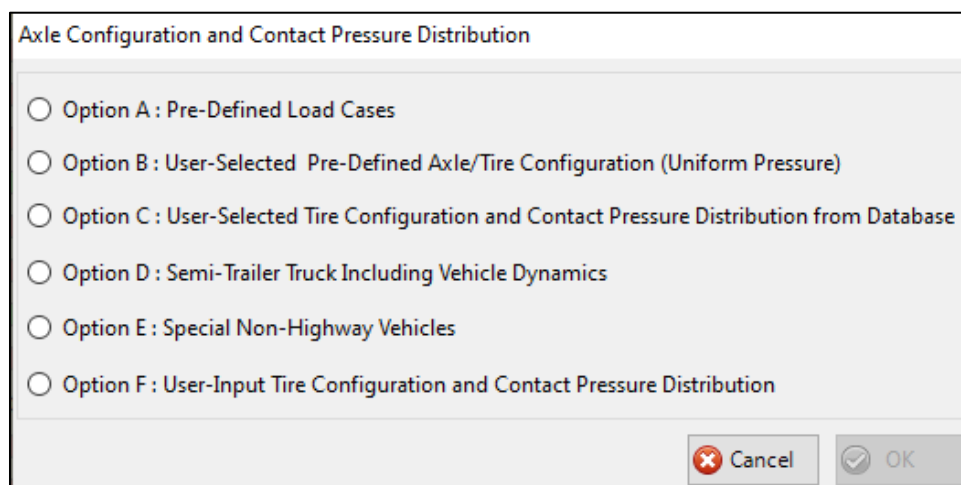 Axle Configuration and Contact Pressure Distribution
Option A : Pre-Defined Load Cases
Option B : User-Selected  Pre-Defined Axle/Tire Configuration (Uniform Pressure)
Option C : User-Selected Tire Configuration and Contact Pressure Distribution from Database
Option D : Semi-Trailer Truck Including Vehicle Dynamics
Option E : Special Non-Highway Vehicles
Option F : User-Input Tire Configuration and Contact Pressure Distribution
Cancel OK